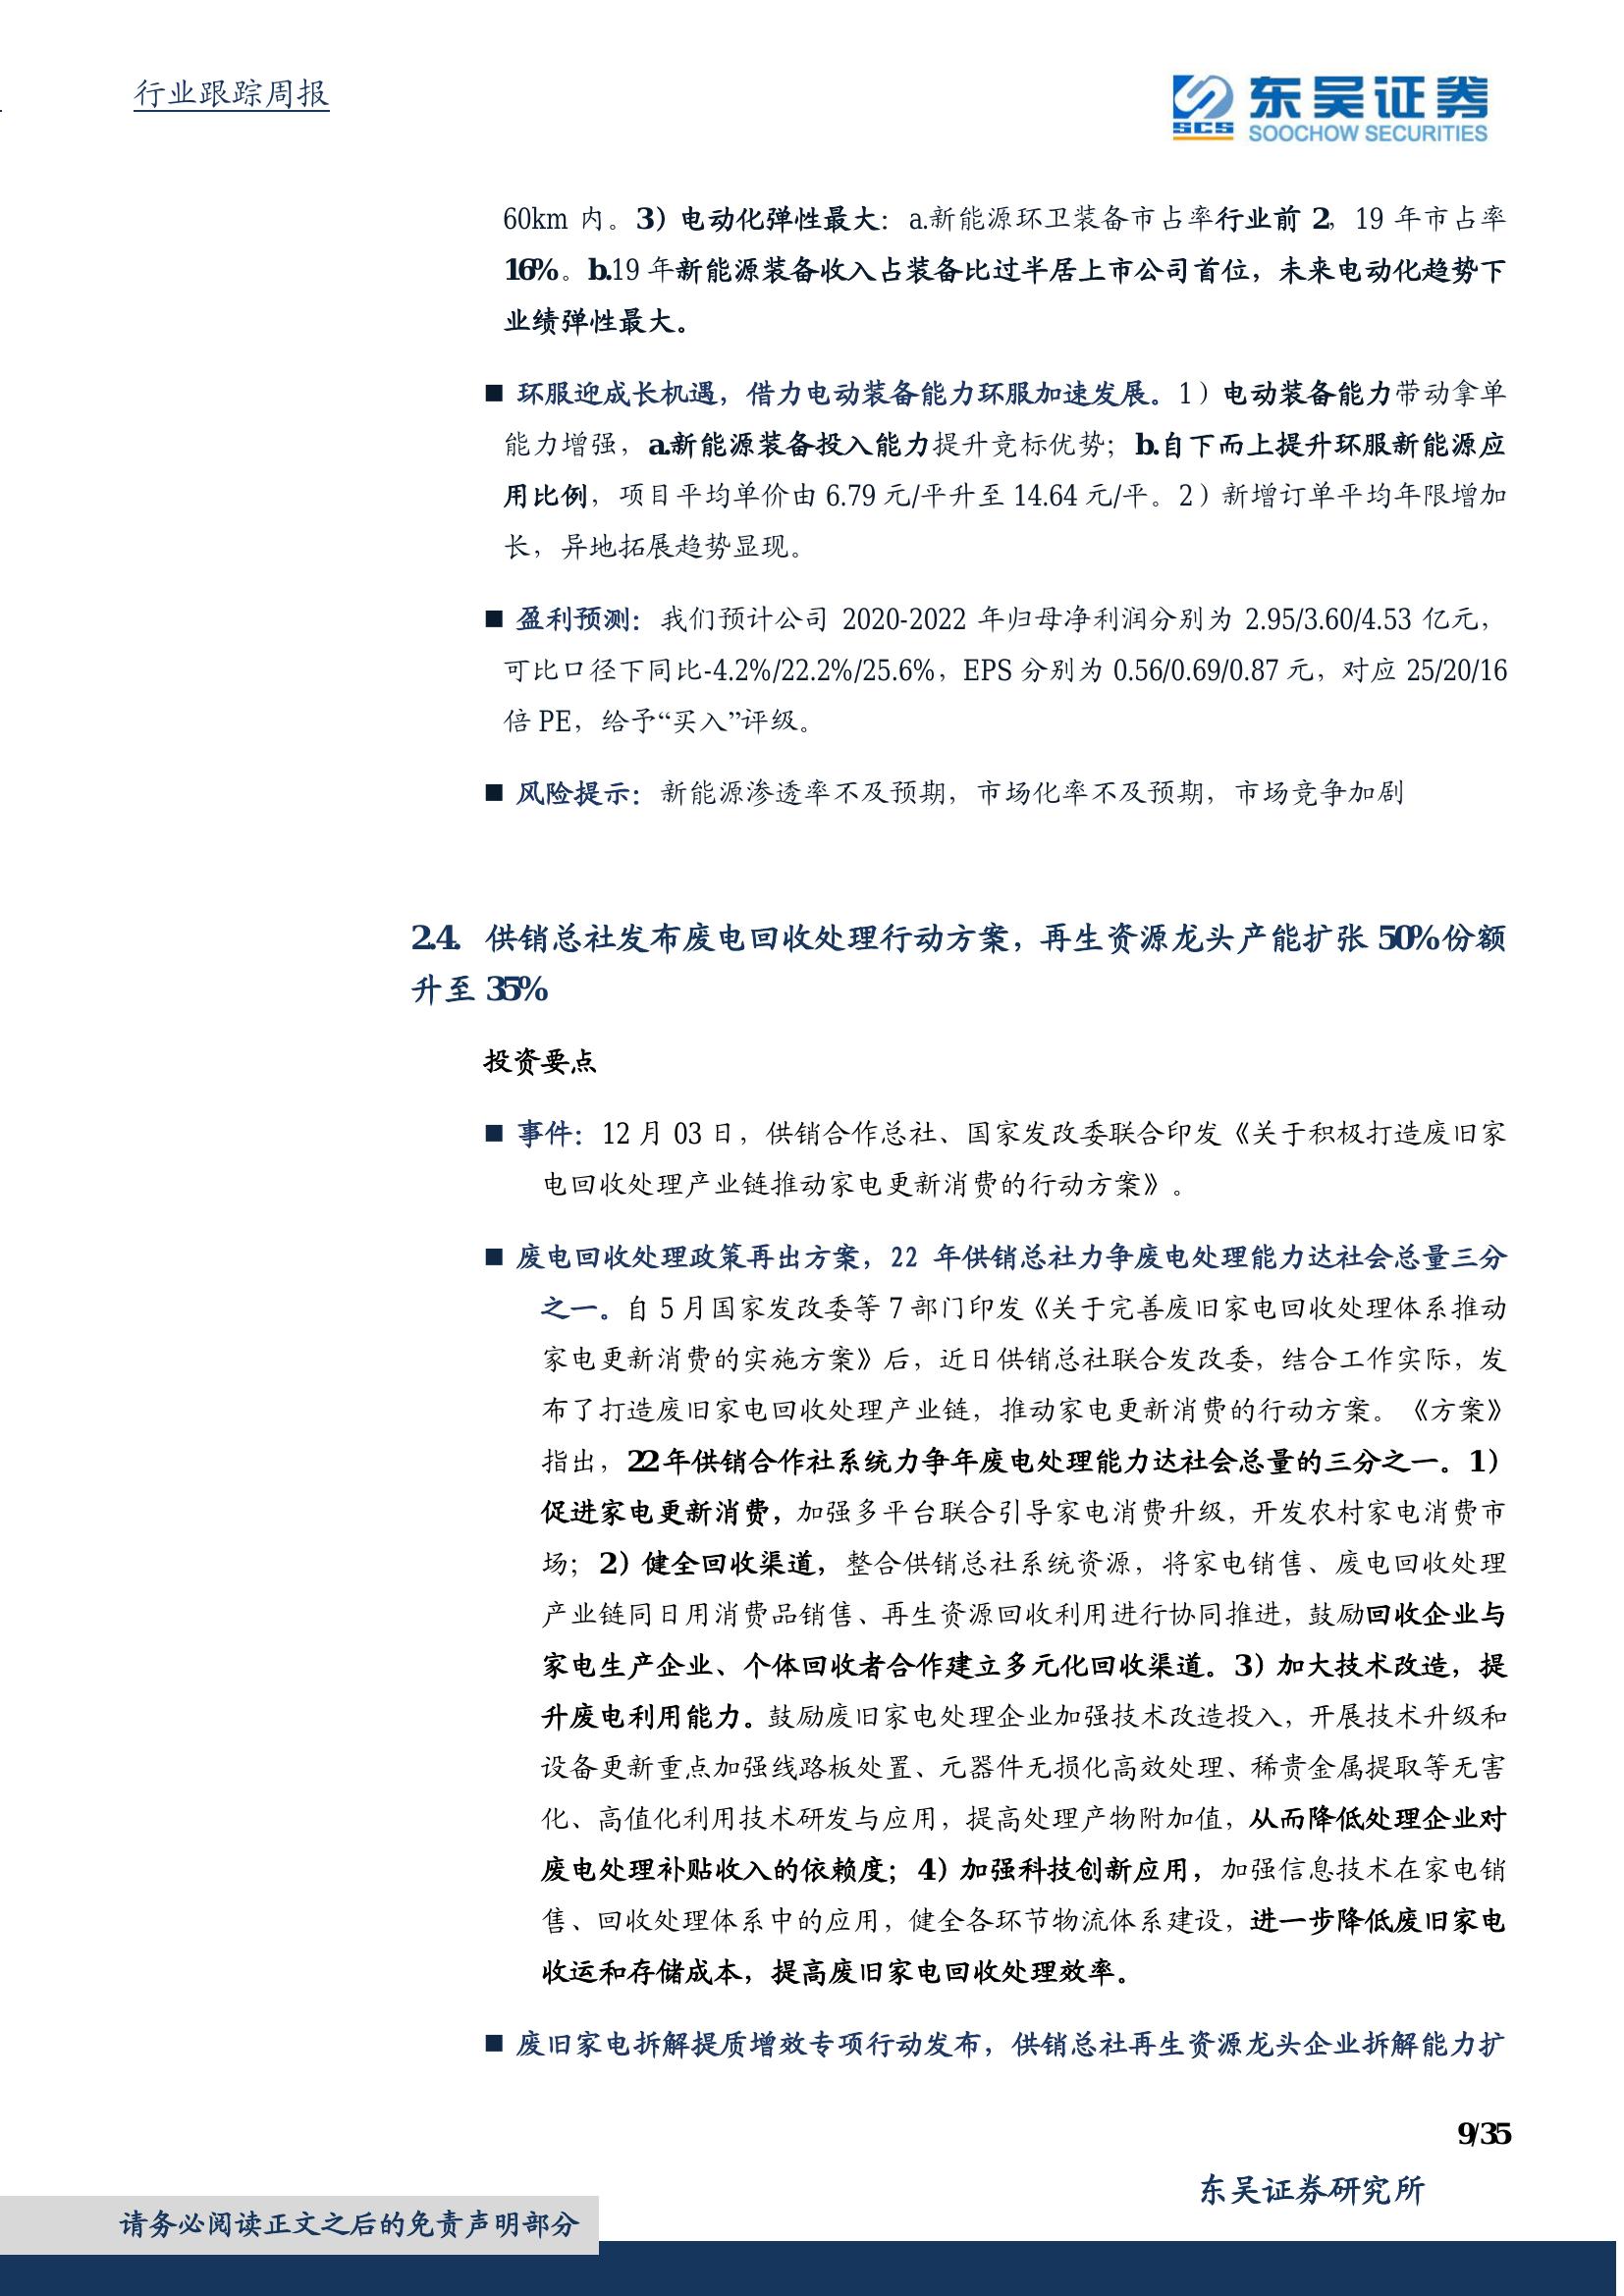 行业跟踪周报
东吴证券
SCS
SOOCHOW SECURITIES
60km 内。3）电动化弹性最大：a.新能源环卫装备市占率行业前 2，19 年市占率
16%。b.19 年新能源装备收入占装备比过半居上市公司首位，未来电动化趋势下
业绩弹性最大。
■ 环服迎成长机遇，借力电动装备能力环服加速发展。1）电动装备能力带动拿单
能力增强，a.新能源装备投入能力提升竞标优势；b.自下而上提升环服新能源应
用比例，项目平均单价由 6.79 元/平升至 14.64 元/平。2）新增订单平均年限增加
长，异地拓展趋势显现。
■ 盈利预测：我们预计公司 2020-2022 年归母净利润分别为 2.95/3.60/4.53 亿元，
可比口径下同比-4.2%/22.2%/25.6%，EPS 分别为 0.56/0.69/0.87 元，对应 25/20/16
倍 PE，给予“买入”评级。
■ 风险提示：新能源渗透率不及预期，市场化率不及预期，市场竞争加剧
2.4. 供销总社发布废电回收处理行动方案，再生资源龙头产能扩张 50%份额
升至 35%
投资要点
■ 事件：12 月 03 日，供销合作总社、国家发改委联合印发《关于积极打造废旧家
电回收处理产业链推动家电更新消费的行动方案》。
■ 废电回收处理政策再出方案，22 年供销总社力争废电处理能力达社会总量三分
之一。自 5 月国家发改委等 7 部门印发《关于完善废旧家电回收处理体系推动
家电更新消费的实施方案》后，近日供销总社联合发改委，结合工作实际，发
布了打造废旧家电回收处理产业链，推动家电更新消费的行动方案。《方案》
指出，22 年供销合作社系统力争年废电处理能力达社会总量的三分之一。1）
促进家电更新消费，加强多平台联合引导家电消费升级，开发农村家电消费市
场；2）健全回收渠道，整合供销总社系统资源，将家电销售、废电回收处理
产业链同日用消费品销售、再生资源回收利用进行协同推进，鼓励回收企业与
家电生产企业、个体回收者合作建立多元化回收渠道。3）加大技术改造，提
升废电利用能力。鼓励废旧家电处理企业加强技术改造投入，开展技术升级和
设备更新重点加强线路板处置、元器件无损化高效处理、稀贵金属提取等无害
化、高值化利用技术研发与应用，提高处理产物附加值，从而降低处理企业对
废电处理补贴收入的依赖度；4）加强科技创新应用，加强信息技术在家电销
售、回收处理体系中的应用，健全各环节物流体系建设，进一步降低废旧家电
收运和存储成本，提高废旧家电回收处理效率。
■ 废旧家电拆解提质增效专项行动发布，供销总社再生资源龙头企业拆解能力扩
9/35
东吴证券研究所
请务必阅读正文之后的免责声明部分